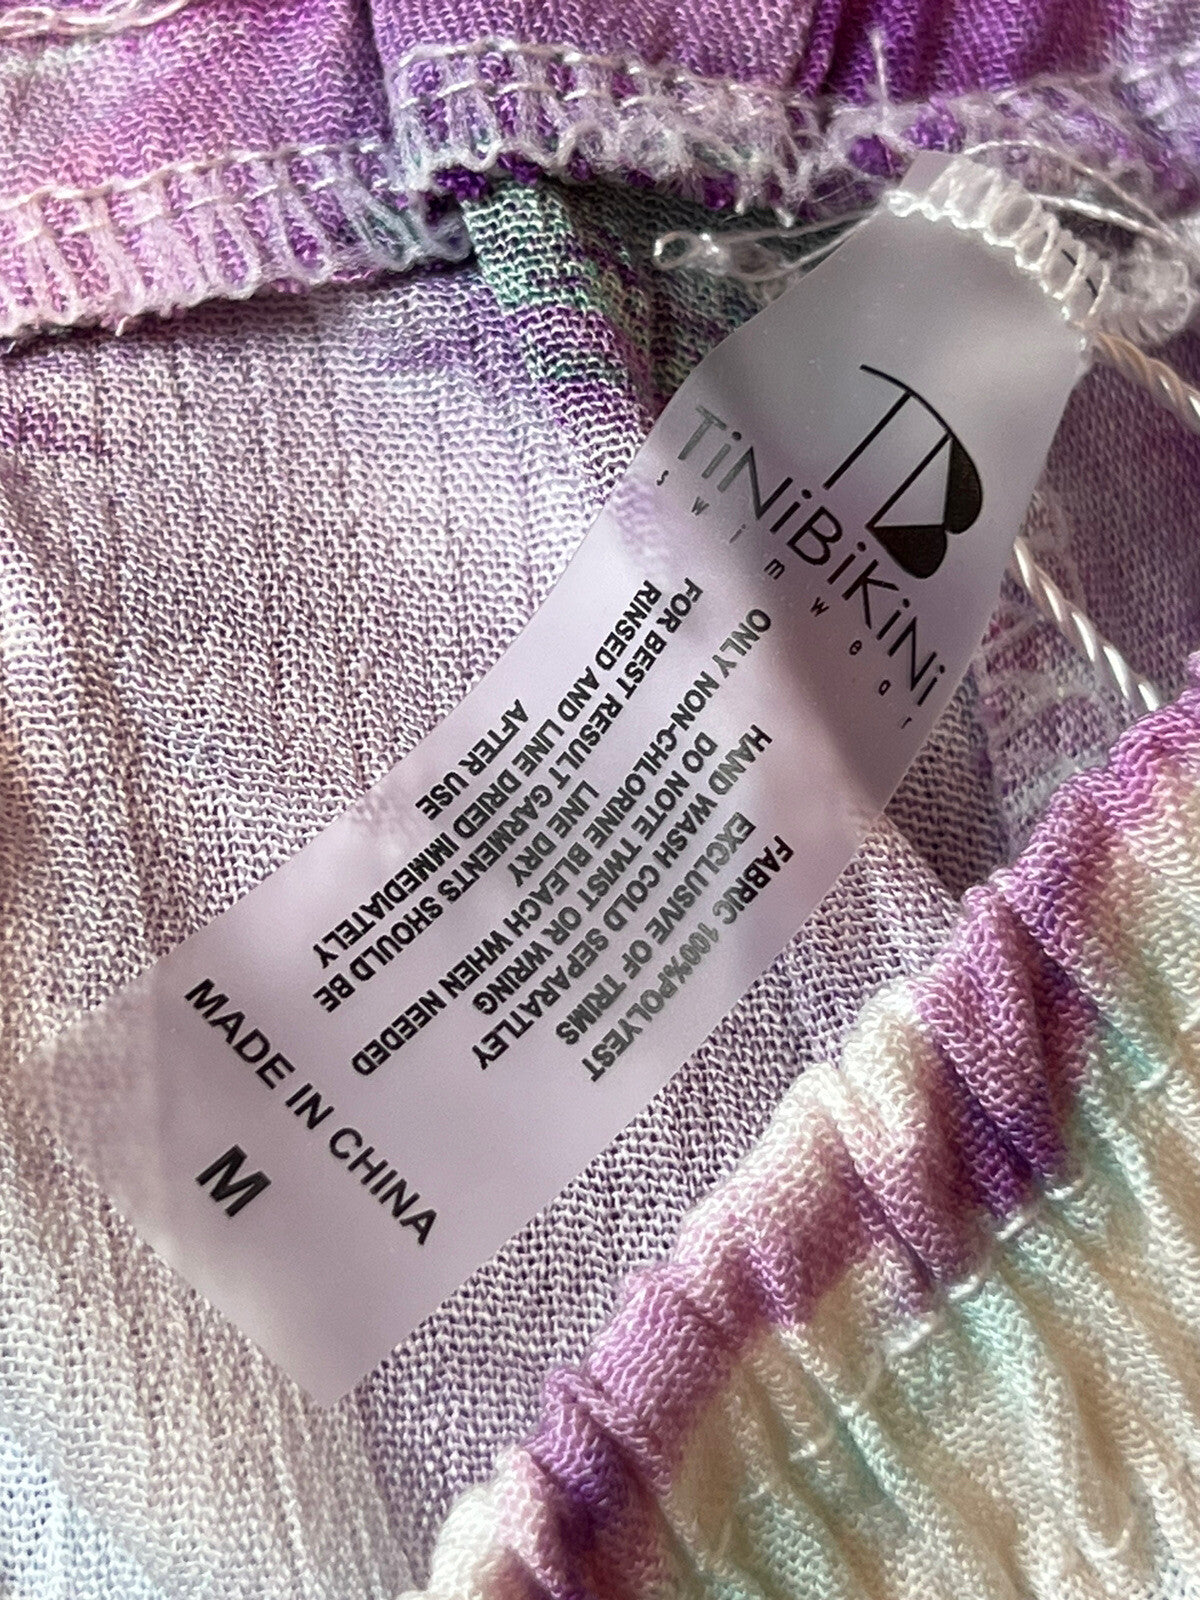 TB
TiNiBiKiNi
swimwear
FABRIC 100%POLYEST
EXCLUSIVE OF TRIMS
HAND WASH COLD SEPARATLEY
DO NOTE TWIST OR WRING
ONLY NON-CHLORINE BLEACH WHEN NEEDED
LINE DRY
FOR BEST RESULT GARMENTS SHOULD BE
RINSED AND LINE DRIED IMMEDIATELY
AFTER USE
MADE IN CHINA
M